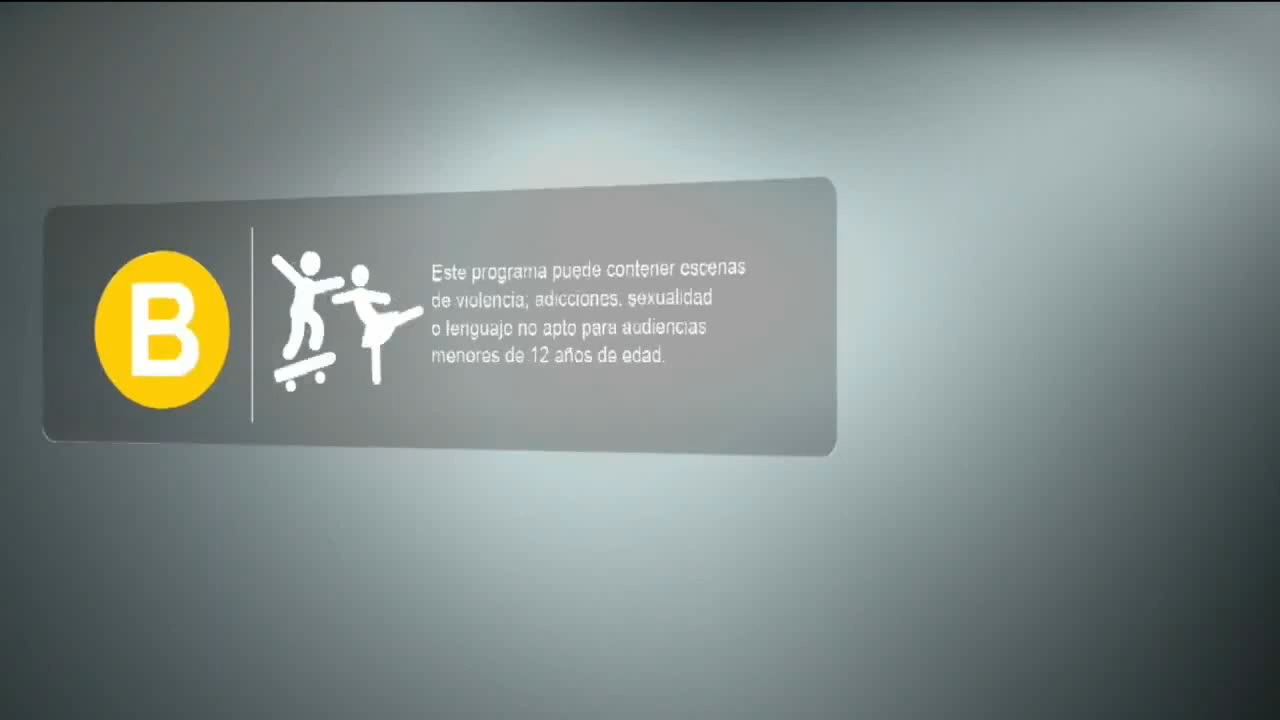 B
Este programa puede contener escenas
de violencia, adicciones, sexualidad
o lenguaje no apto para audiencias
menores de 12 años de edad.